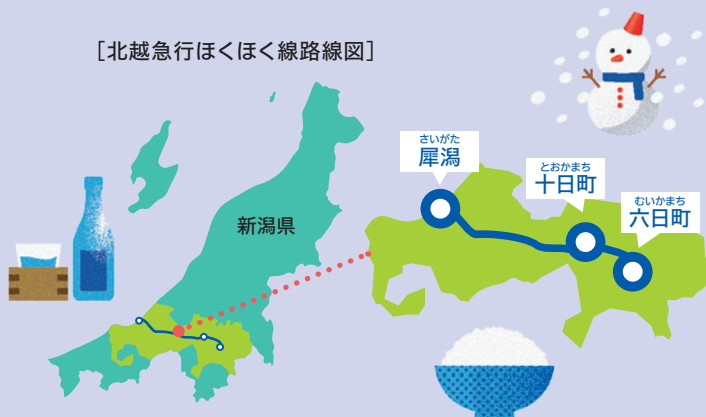 [北越急行ほくほく線路線図]
さいがた
犀潟
とおかまち
十日町
むいかまち
六日町
新潟県